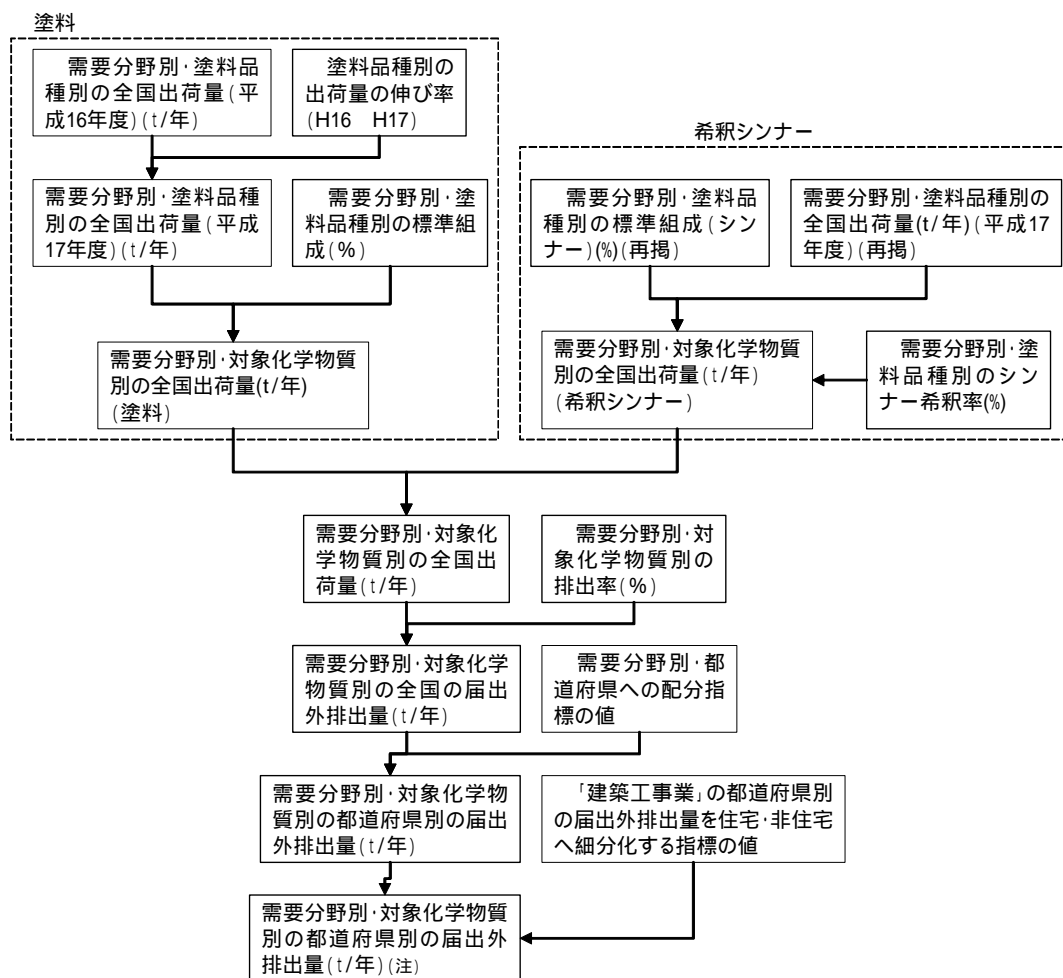 塗料
需要分野別・塗料品
種別の全国出荷量(平
成16年度)(t/年)
塗料品種別の
出荷量の伸び率
(H16 H17)
需要分野別・塗料品種
別の全国出荷量(平成
17年度)(t/年)
需要分野別・塗
料品種別の標準組
成(%)
需要分野別・対象化学物質
別の全国出荷量(t/年)
(塗料)
希釈シンナー
需要分野別・塗料品
種別の標準組成(シン
ナー)(%)(再掲)
需要分野別・塗料品種別の
全国出荷量(t/年)(平成17
年度)(再掲)
需要分野別・対象化学物質
別の全国出荷量(t/年)
(希釈シンナー)
需要分野別・塗
料品種別のシン
ナー希釈率(%)
需要分野別・対象化
学物質別の全国出
荷量(t/年)
需要分野別・対
象化学物質別の
排出率(%)
需要分野別・対象化学
物質別の全国の届出
外排出量(t/年)
需要分野別・都
道府県への配分指
標の値
需要分野別・対象化学物
質別の都道府県別の届出
外排出量(t/年)
「建築工事業」の都道府県別
の届出外排出量を住宅・非住宅
へ細分化する指標の値
需要分野別・対象化学物質
別の都道府県別の届出外
排出量(t/年)(注)